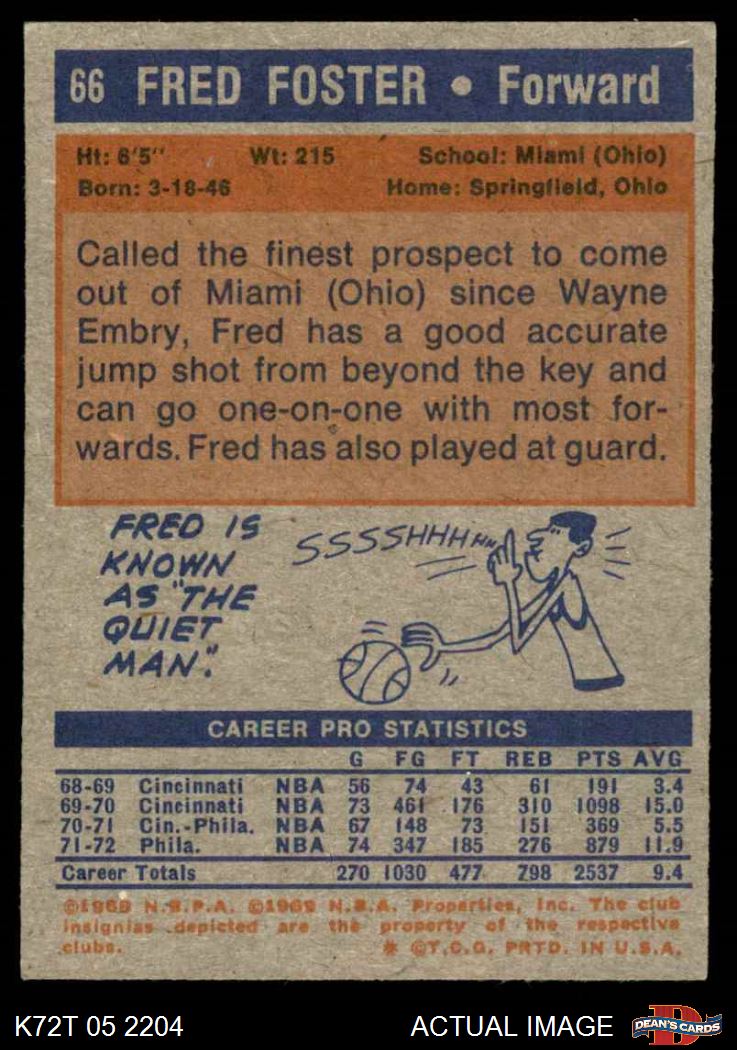 66 FRED FOSTER • Forward
Ht: 6'5" Wt: 215 School: Miami (Ohio)
Born: 3-18-46 Home: Springfield, Ohio
Called the finest prospect to come
out of Miami (Ohio) since Wayne
Embry, Fred has a good accurate
jump shot from beyond the key and
can go one-on-one with most for-
wards. Fred has also played at guard.
FRED IS
KNOWN
AS "THE
QUIET
MAN."
SSSSHHHHH
CAREER PRO STATISTICS
G FG FT REB PTS AVG
68-69 Cincinnati NBA 56 74 43 61 191 3.4
69-70 Cincinnati NBA 73 461 176 310 1098 15.0
70-71 Cin.-Phila. NBA 67 148 73 151 369 5.5
71-72 Phila. NBA 74 347 185 276 879 11.9
Career Totals 270 1030 477 798 2537 9.4
©1969 N.B.P.A. ©1969 N.B.A. Properties, Inc. The club
insignias depicted are the property of the respective
clubs. * ©T.C.G. PRTD. IN U.S.A.
K72T 05 2204 ACTUAL IMAGE DEAN'S CARDS